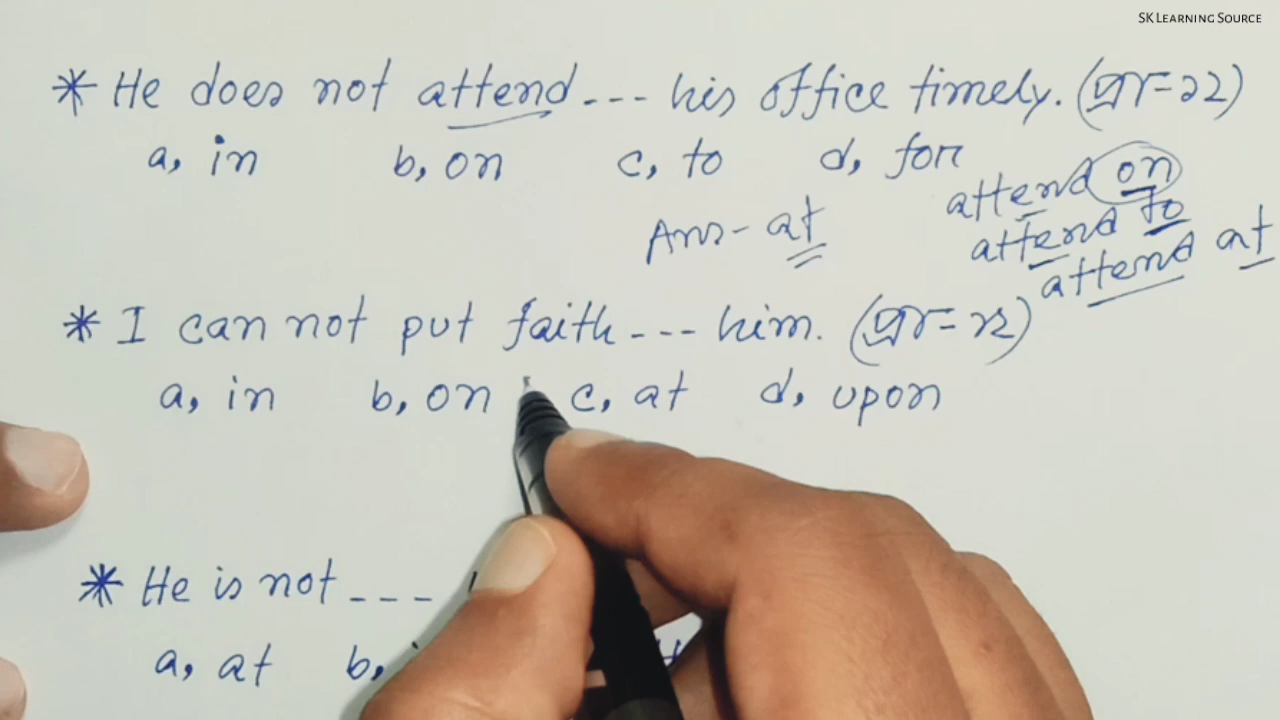 SK LEARNING SOURCE
* He does not attend --- his office timely. (প্রা-২২)
a, in b, on c, to d, for
attend on
attend to
Ans- at
attend at
* I can not put faith --- him. (প্রা-২২)
a, in b, on c, at d, upon
* He is not ---
a, at b,